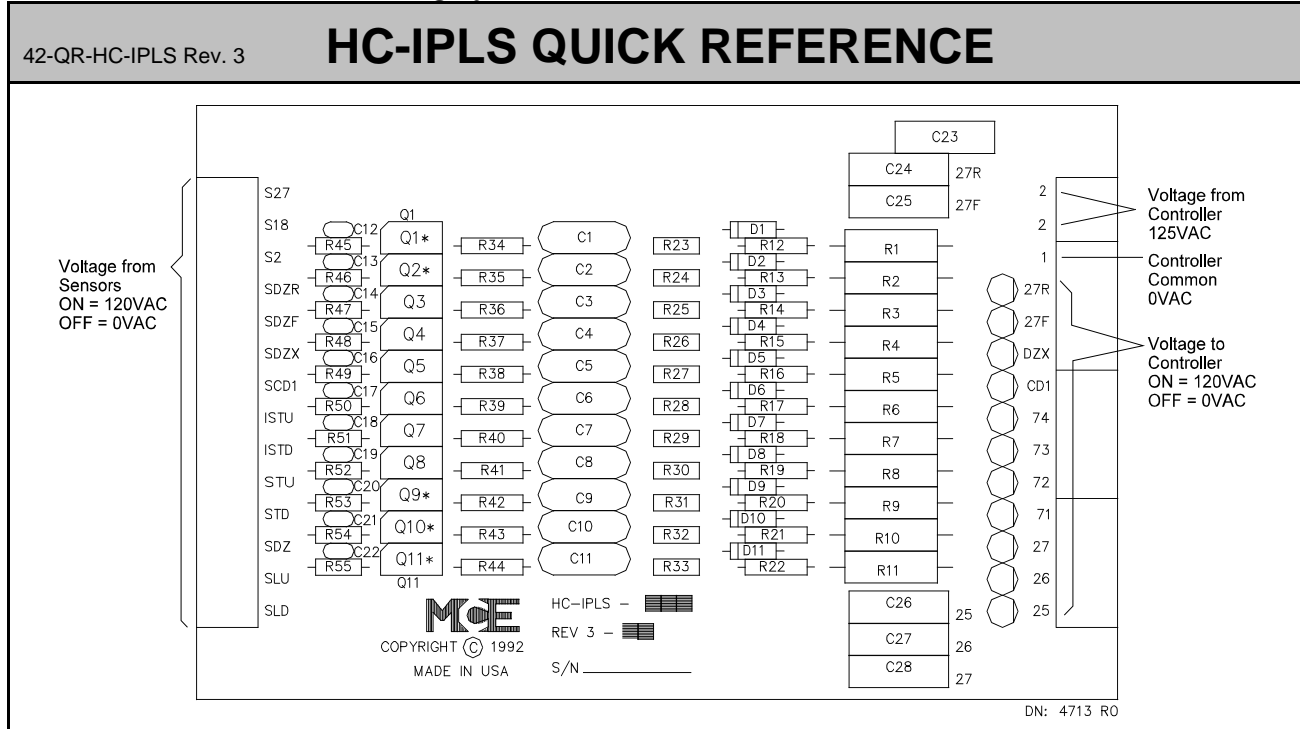 42-QR-HC-IPLS Rev. 3
HC-IPLS QUICK REFERENCE
C23
C24 27R
C25 27F
S27
S18
S2
SDZR
SDZF
SDZX
SCD1
ISTU
ISTD
STU
STD
SDZ
SLU
SLD
Voltage from
Sensors
ON = 120VAC
OFF = 0VAC
Q1
C12 Q1* C1 D1
R45 R34 R23 R12 R1
C13 Q2* C2 D2
R46 R35 R24 R13 R2
C14 Q3 C3 D3
R47 R36 R25 R14 R3
C15 Q4 C4 D4
R48 R37 R26 R15 R4
C16 Q5 C5 D5
R49 R38 R27 R16 R5
C17 Q6 C6 D6
R50 R39 R28 R17 R6
C18 Q7 C7 D7
R51 R40 R29 R18 R7
C19 Q8 C8 D8
R52 R41 R30 R19 R8
C20 Q9* C9 D9
R53 R42 R31 R20 R9
C21 Q10* C10 D10
R54 R43 R32 R21 R10
C22 Q11* C11 D11
R55 R44 R33 R22 R11
Q11
2
2
1
27R
27F
DZX
CD1
74
73
72
71
27
26
25
Voltage from
Controller
125VAC
Controller
Common
0VAC
Voltage to
Controller
ON = 120VAC
OFF = 0VAC
C26 25
C27 26
C28 27
MCE
COPYRIGHT © 1992
MADE IN USA
HC-IPLS -
REV 3 -
S/N
DN: 4713 R0